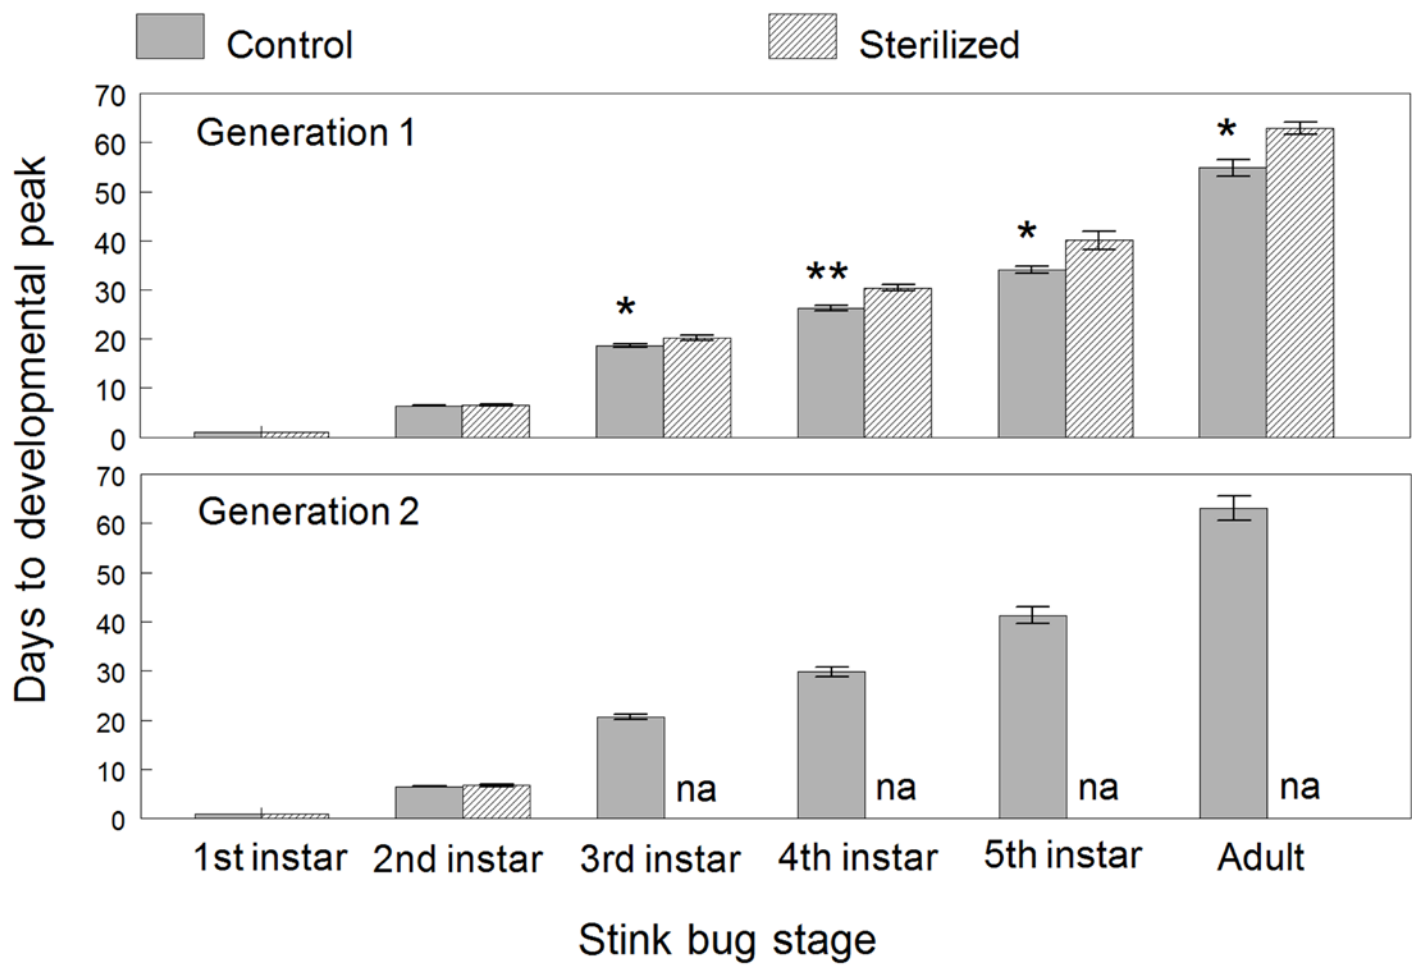 Control Sterilized
Days to developmental peak
70
Generation 1
60
*
50
40
*
**
30
*
20
10
0
70
Generation 2
60
50
40
30
20
10
na na na na
0
1st instar 2nd instar 3rd instar 4th instar 5th instar Adult
Stink bug stage